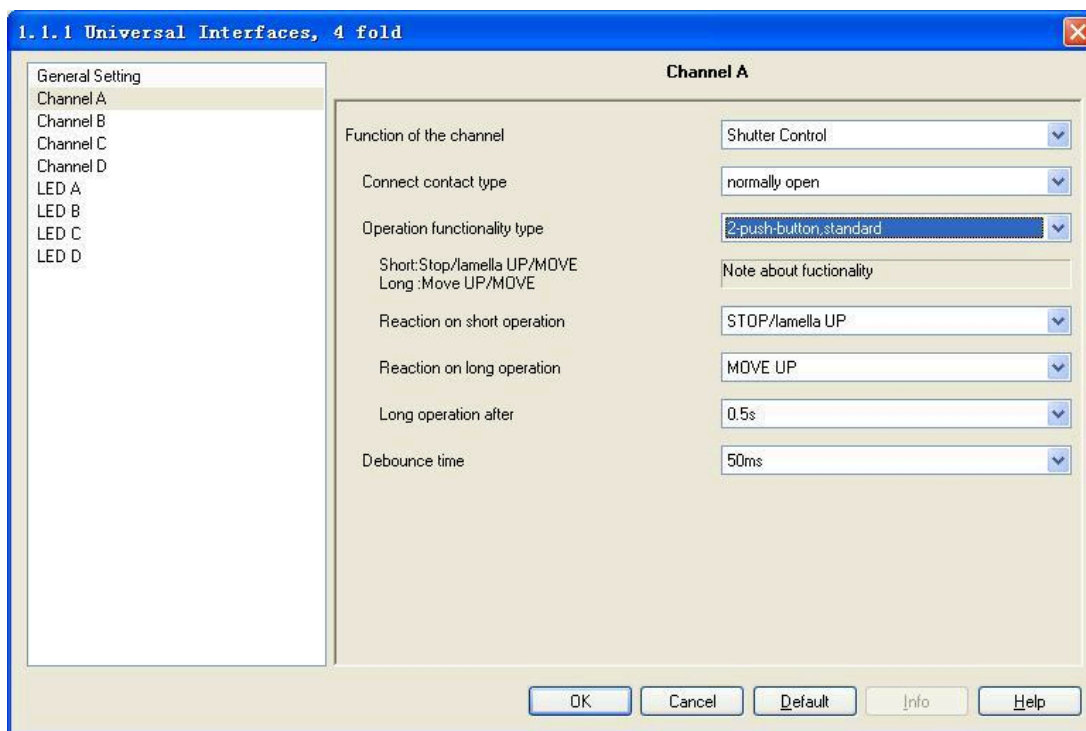 1.1.1 Universal Interfaces, 4 fold
General Setting
Channel A
Channel B
Channel C
Channel D
LED A
LED B
LED C
LED D
Channel A
Function of the channel
Shutter Control
Connect contact type
normally open
Operation functionality type
2-push-button,standard
Short:Stop/lamella UP/MOVE
Long :Move UP/MOVE
Note about fuctionality
Reaction on short operation
STOP/lamella UP
Reaction on long operation
MOVE UP
Long operation after
0.5s
Debounce time
50ms
OK
Cancel
Default
Info
Help